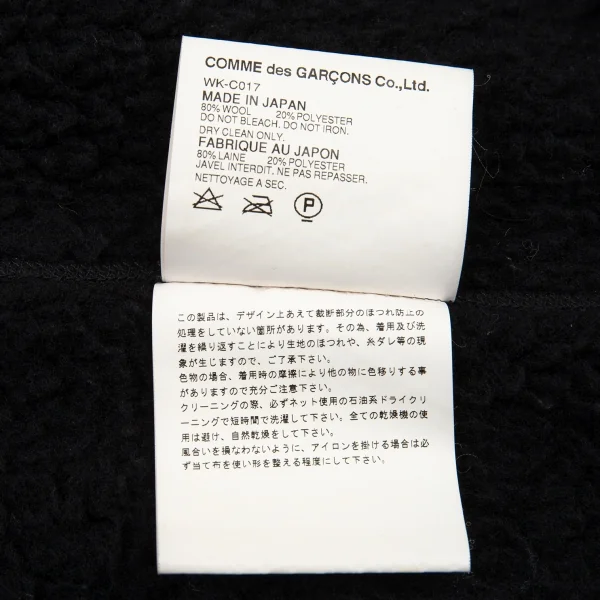 COMME des GARÇONS Co.,Ltd.
WK-C017
MADE IN JAPAN
80% WOOL 20% POLYESTER
DO NOT BLEACH. DO NOT IRON.
DRY CLEAN ONLY.
FABRIQUE AU JAPON
80% LAINE 20% POLYESTER
JAVEL INTERDIT. NE PAS REPASSER.
NETTOYAGE A SEC.
P
この製品は、デザイン上あえて裁断部分のほつれ防止の
処理をしていない箇所があります。その為、着用及び洗
濯を繰り返すことにより生地のほつれや、糸ダレ等の現
象が生じますので、ご了承下さい。
色物の場合、着用時の摩擦により他の物に色移りする事
がありますので充分ご注意下さい。
クリーニングの際、必ずネット使用の石油系ドライクリ
ーニングで短時間で洗濯して下さい。全ての乾燥機の使
用は避け、自然乾燥をして下さい。
風合いを損なわないように、アイロンを掛ける場合は必
ず当て布を使い形を整える程度にして下さい。